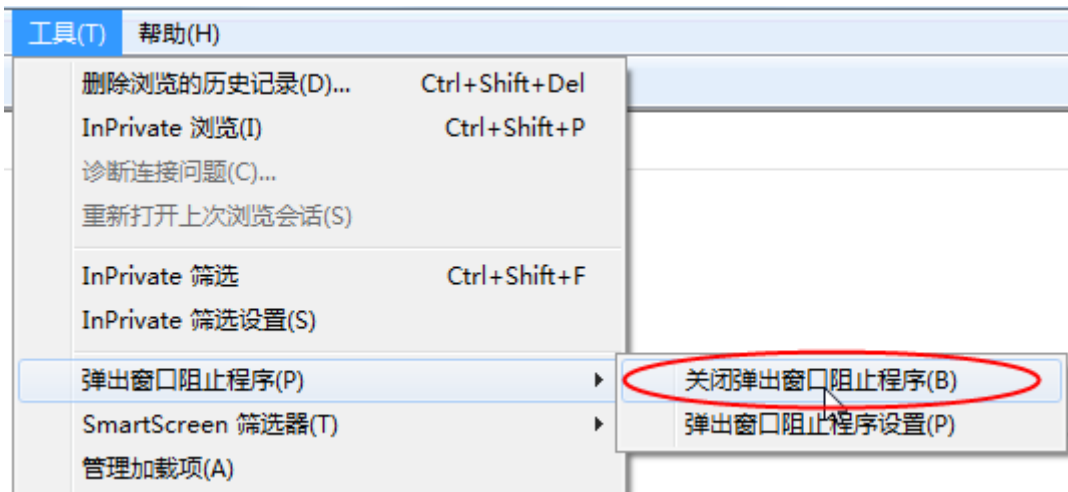 工具(T) 帮助(H)
删除浏览的历史记录(D)... Ctrl+Shift+Del
InPrivate 浏览(I) Ctrl+Shift+P
诊断连接问题(C)...
重新打开上次浏览会话(S)
InPrivate 筛选 Ctrl+Shift+F
InPrivate 筛选设置(S)
弹出窗口阻止程序(P) 关闭弹出窗口阻止程序(B)
SmartScreen 筛选器(T) 弹出窗口阻止程序设置(P)
管理加载项(A)